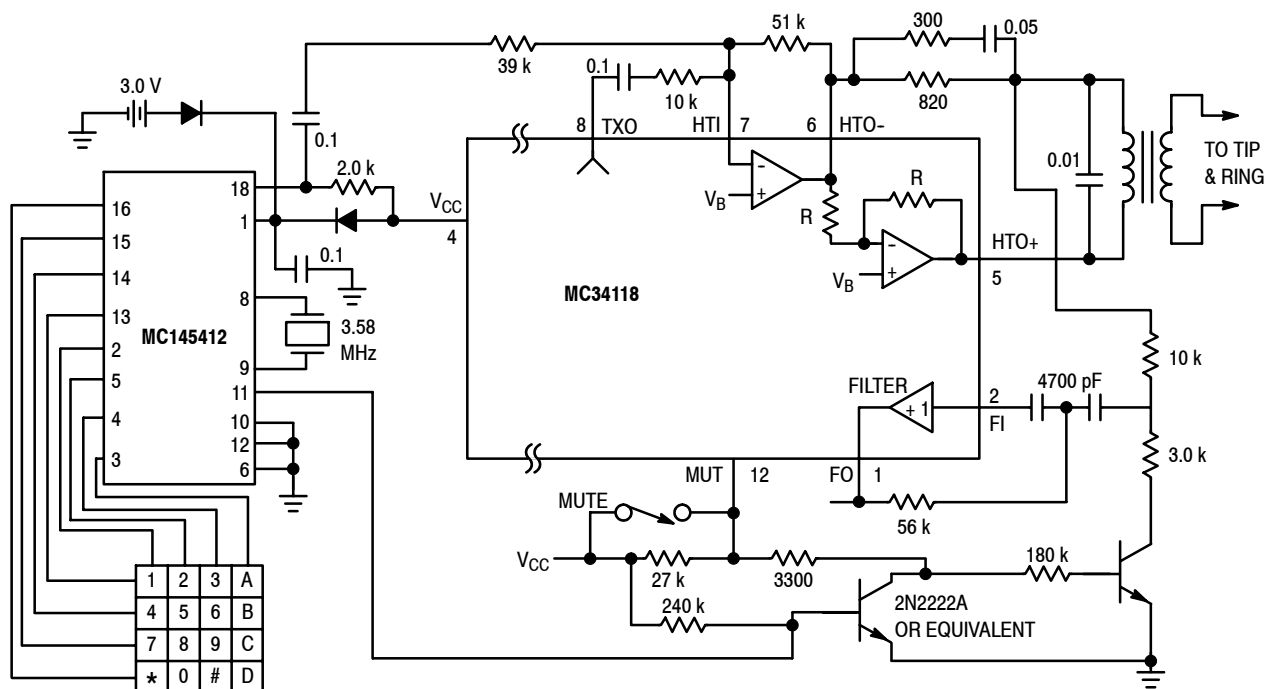 300
0.05
51 k
39 k
820
0.1
10 k
3.0 V
8 TXO
HTI 7
6 HTO−
0.1
0.01
TO TIP
& RING
2.0 k
18
VCC
4
VB
R
R
HTO+
5
VB
16
15
14
13
2
5
4
3
1
0.1
8
9
11
10
12
6
MC145412
3.58
MHz
MC34118
10 k
FILTER
+1
2
FI
4700 pF
3.0 k
MUT 12
FO 1
56 k
MUTE
VCC
27 k
3300
240 k
180 k
2N2222A
OR EQUIVALENT
1 2 3 A
4 5 6 B
7 8 9 C
* 0 # D